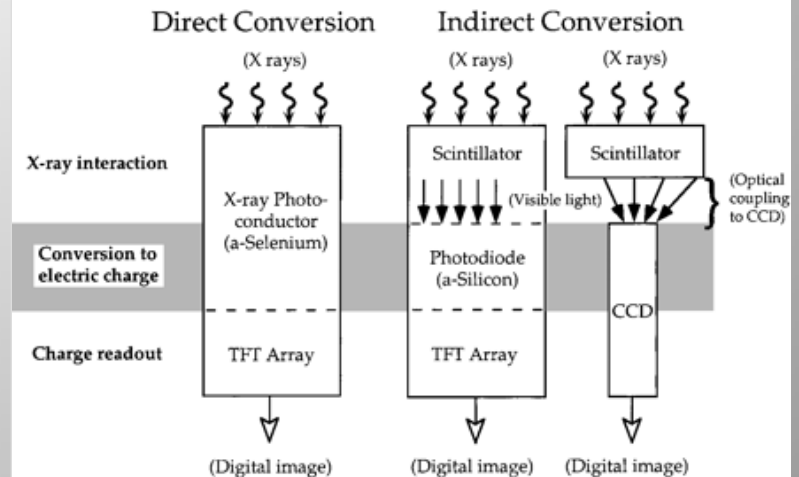 Direct Conversion
Indirect Conversion
(X rays)
(X rays)
(X rays)
X-ray interaction
X-ray Photo-
conductor
(a-Selenium)
Scintillator
(Visible light)
Scintillator
(Optical
coupling
to CCD)
Conversion to
electric charge
Photodiode
(a-Silicon)
CCD
Charge readout
TFT Array
TFT Array
(Digital image)
(Digital image)
(Digital image)